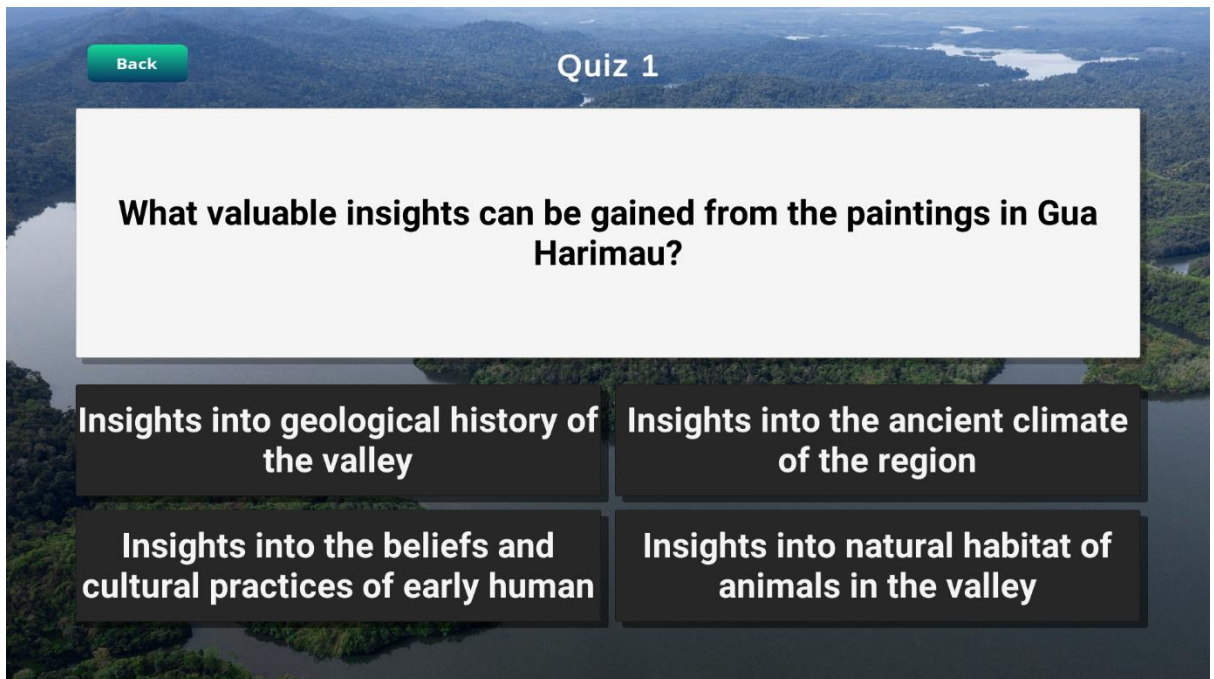 Back
Quiz 1
What valuable insights can be gained from the paintings in Gua
Harimau?
Insights into geological history of
the valley
Insights into the ancient climate
of the region
Insights into the beliefs and
cultural practices of early human
Insights into natural habitat of
animals in the valley